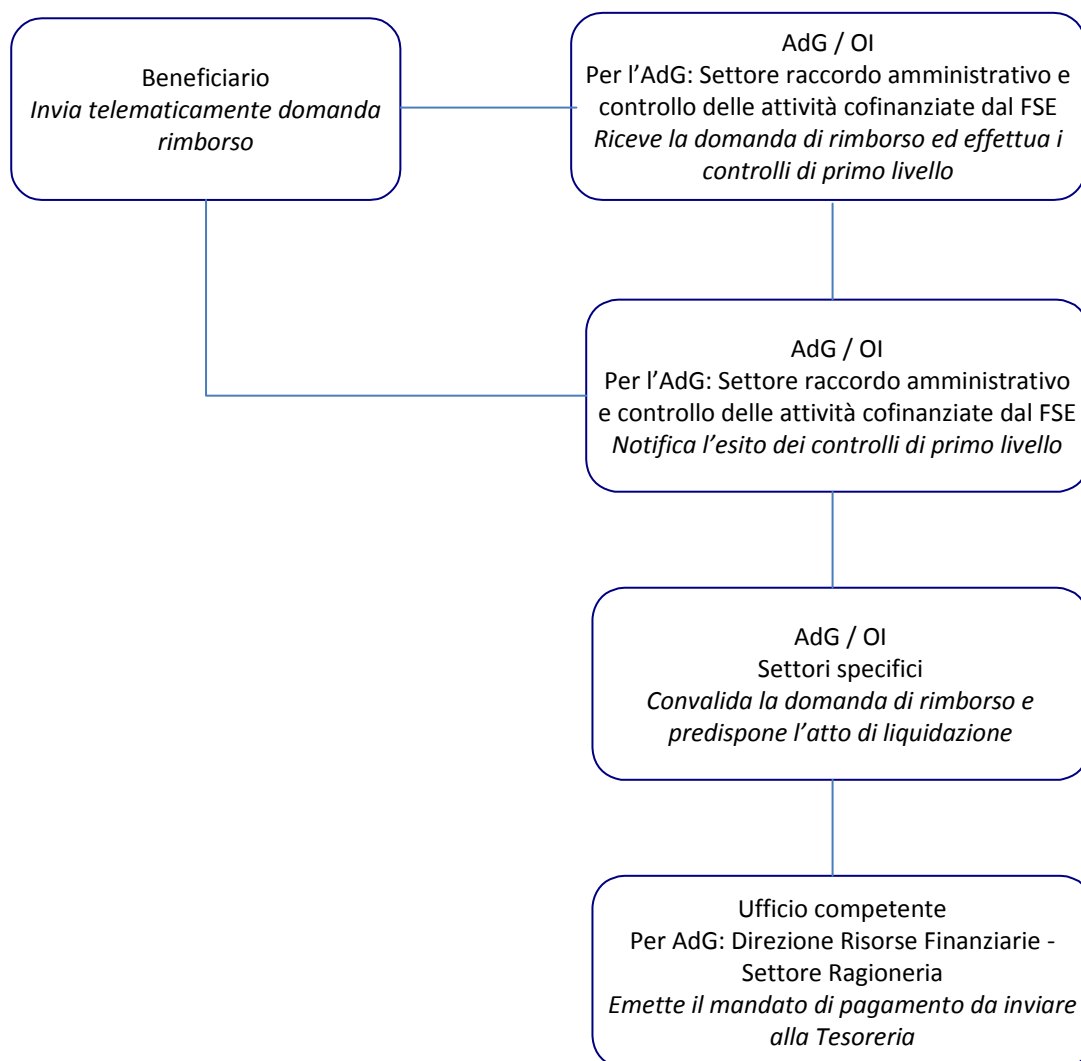 Beneficiario
Invia telematicamente domanda
rimborso
AdG / OI
Per l’AdG: Settore raccordo amministrativo e
controllo delle attività cofinanziate dal FSE
Riceve la domanda di rimborso ed effettua i
controlli di primo livello
AdG / OI
Per l’AdG: Settore raccordo amministrativo
e controllo delle attività cofinanziate dal FSE
Notifica l’esito dei controlli di primo livello
AdG / OI
Settori specifici
Convalida la domanda di rimborso e
predispone l’atto di liquidazione
Ufficio competente
Per AdG: Direzione Risorse Finanziarie -
Settore Ragioneria
Emette il mandato di pagamento da inviare
alla Tesoreria